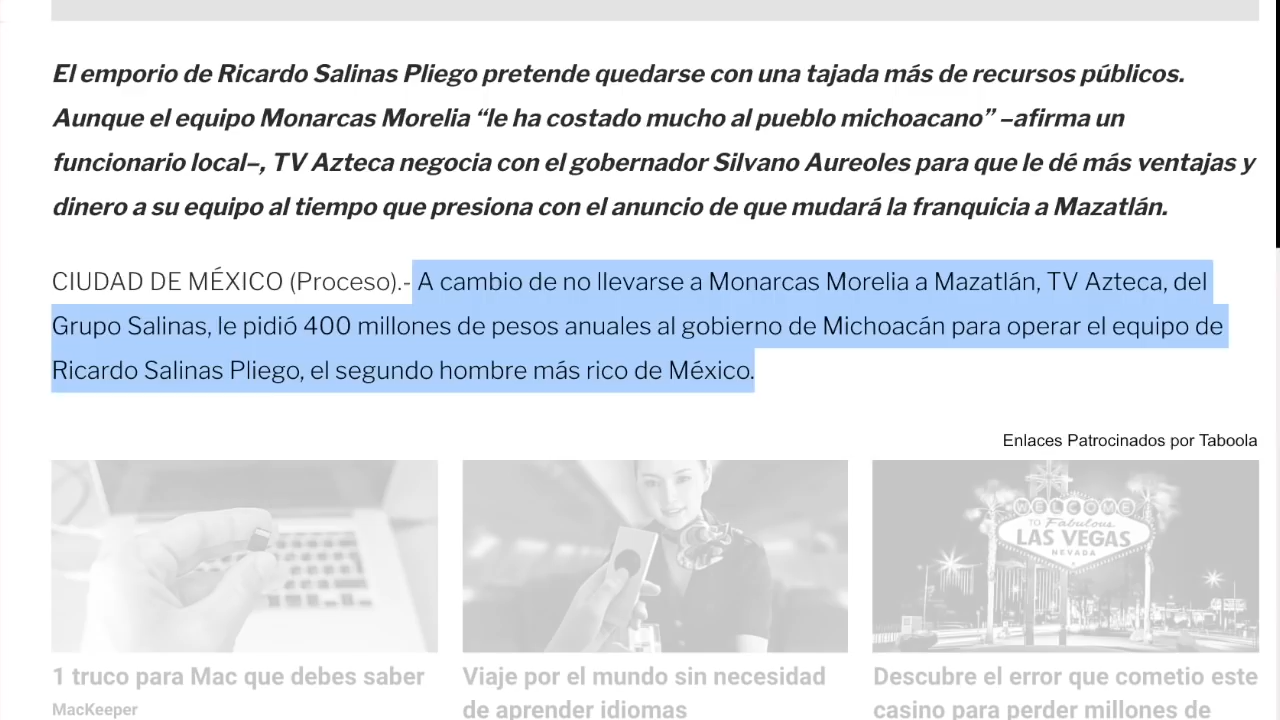 El emporio de Ricardo Salinas Pliego pretende quedarse con una tajada más de recursos públicos.
Aunque el equipo Monarcas Morelia “le ha costado mucho al pueblo michoacano” –afirma un
funcionario local–, TV Azteca negocia con el gobernador Silvano Aureoles para que le dé más ventajas y
dinero a su equipo al tiempo que presiona con el anuncio de que mudará la franquicia a Mazatlán.
CIUDAD DE MÉXICO (Proceso).- A cambio de no llevarse a Monarcas Morelia a Mazatlán, TV Azteca, del
Grupo Salinas, le pidió 400 millones de pesos anuales al gobierno de Michoacán para operar el equipo de
Ricardo Salinas Pliego, el segundo hombre más rico de México.
Enlaces Patrocinados por Taboola
WELCOME
TO Fabulous
LAS VEGAS
NEVADA
1 truco para Mac que debes saber
MacKeeper
Viaje por el mundo sin necesidad
de aprender idiomas
Descubre el error que cometio este
casino para perder millones de